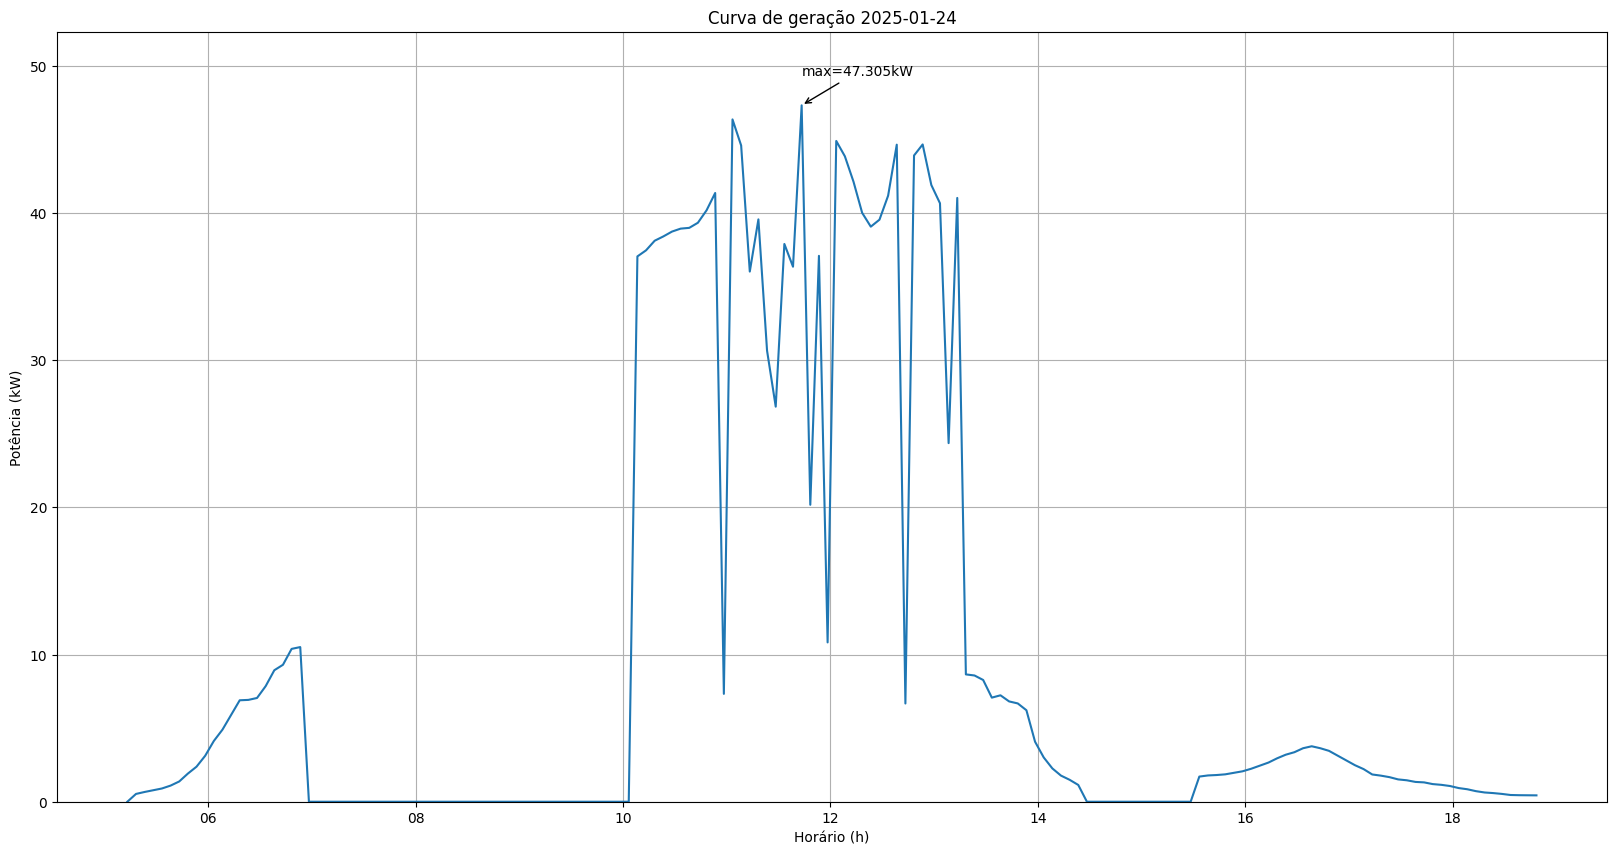 Curva de geração 2025-01-24
max=47.305kW
Potência (kW)
50
40
30
20
10
0
06 08 10 12 14 16 18
Horário (h)